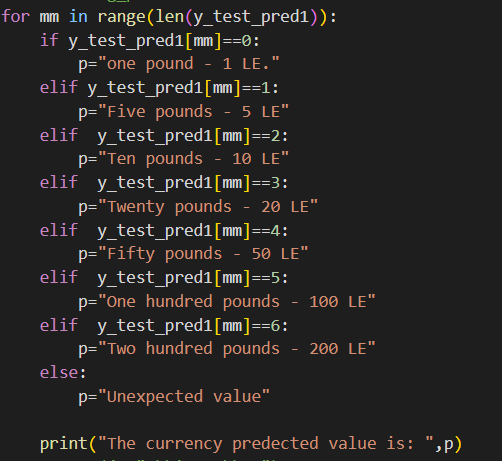 for mm in range(len(y_test_pred1)):
    if y_test_pred1[mm]==0:
        p="one pound - 1 LE."
    elif y_test_pred1[mm]==1:
        p="Five pounds - 5 LE"
    elif  y_test_pred1[mm]==2:
        p="Ten pounds - 10 LE"
    elif  y_test_pred1[mm]==3:
        p="Twenty pounds - 20 LE"
    elif  y_test_pred1[mm]==4:
        p="Fifty pounds - 50 LE"
    elif  y_test_pred1[mm]==5:
        p="One hundred pounds - 100 LE"
    elif  y_test_pred1[mm]==6:
        p="Two hundred pounds - 200 LE"
    else:
        p="Unexpected value"

    print("The currency predected value is: ",p)